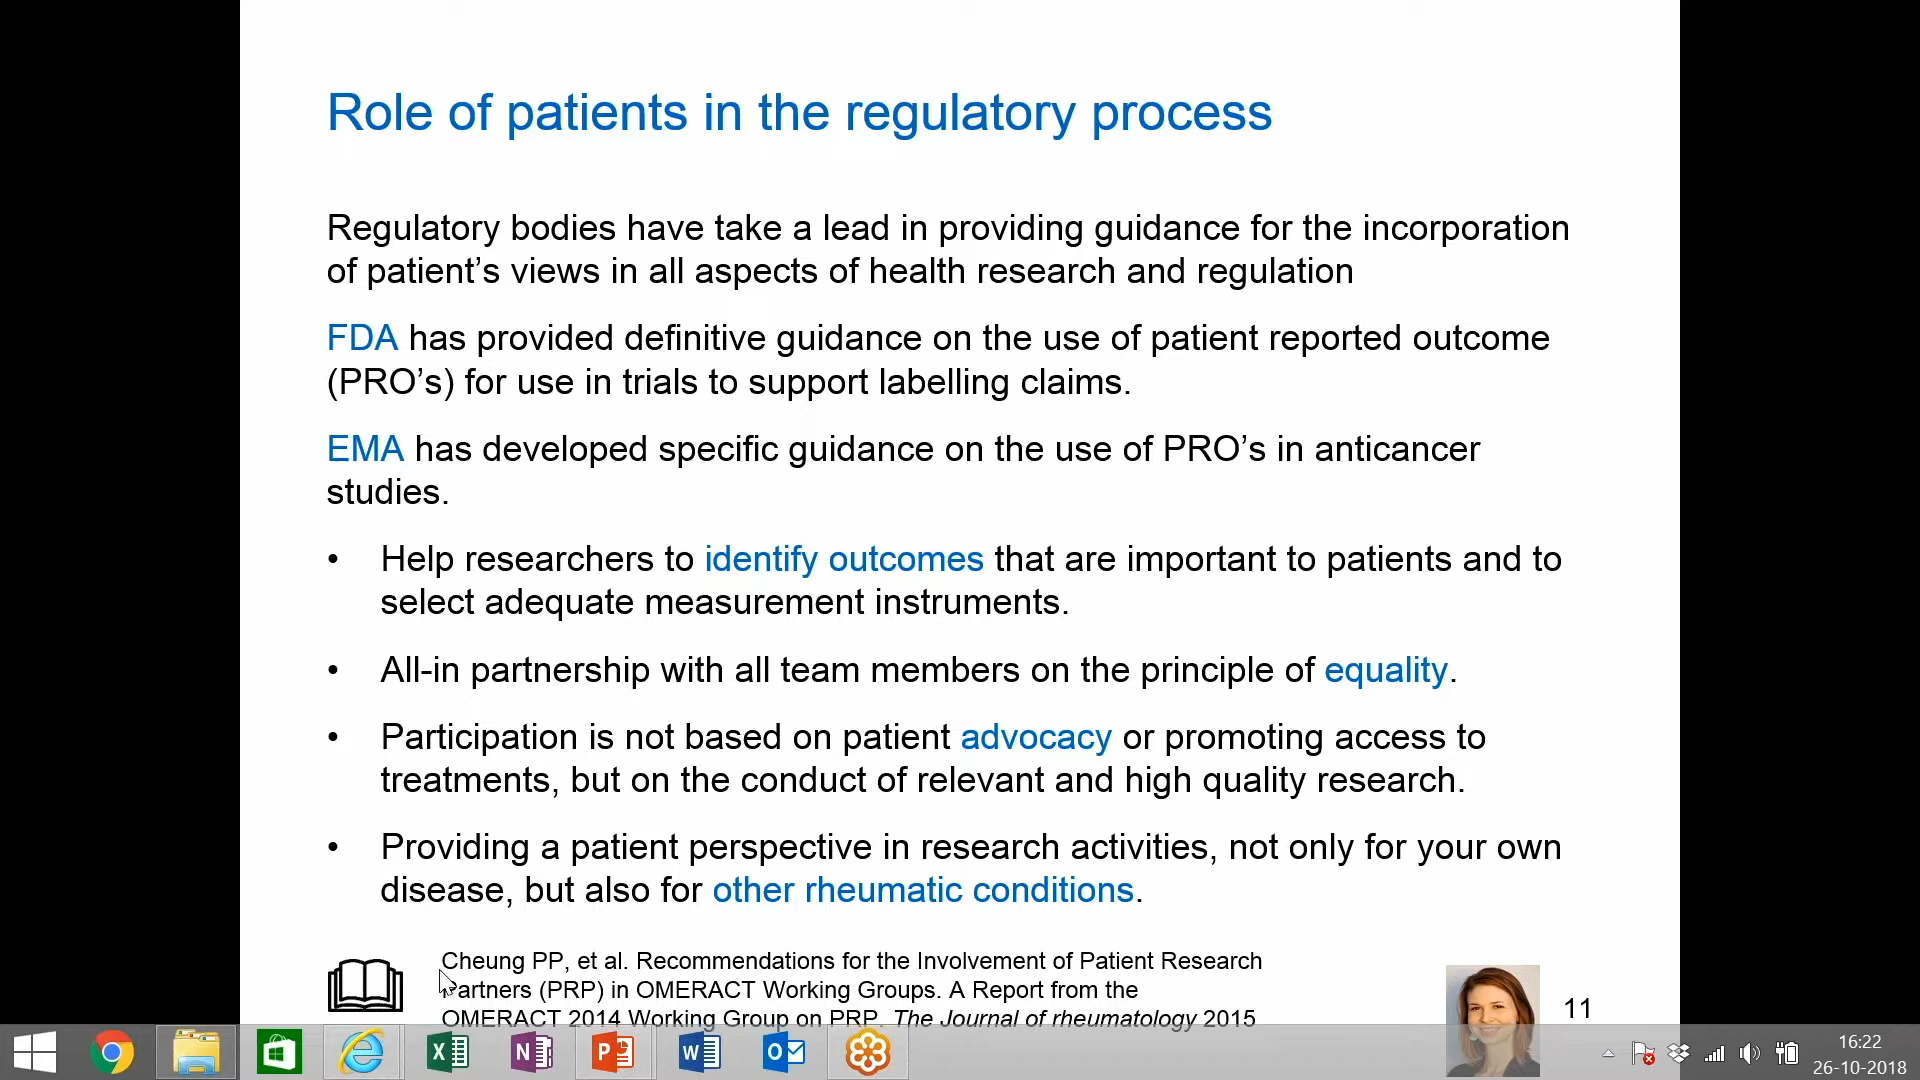 Role of patients in the regulatory process
Regulatory bodies have take a lead in providing guidance for the incorporation
of patient’s views in all aspects of health research and regulation
FDA has provided definitive guidance on the use of patient reported outcome
(PRO’s) for use in trials to support labelling claims.
EMA has developed specific guidance on the use of PRO’s in anticancer
studies.
• Help researchers to identify outcomes that are important to patients and to
select adequate measurement instruments.
• All-in partnership with all team members on the principle of equality.
• Participation is not based on patient advocacy or promoting access to
treatments, but on the conduct of relevant and high quality research.
• Providing a patient perspective in research activities, not only for your own
disease, but also for other rheumatic conditions.
Cheung PP, et al. Recommendations for the Involvement of Patient Research
Partners (PRP) in OMERACT Working Groups. A Report from the
OMERACT 2014 Working Group on PRP. The Journal of rheumatology 2015
11
16:22
26-10-2018